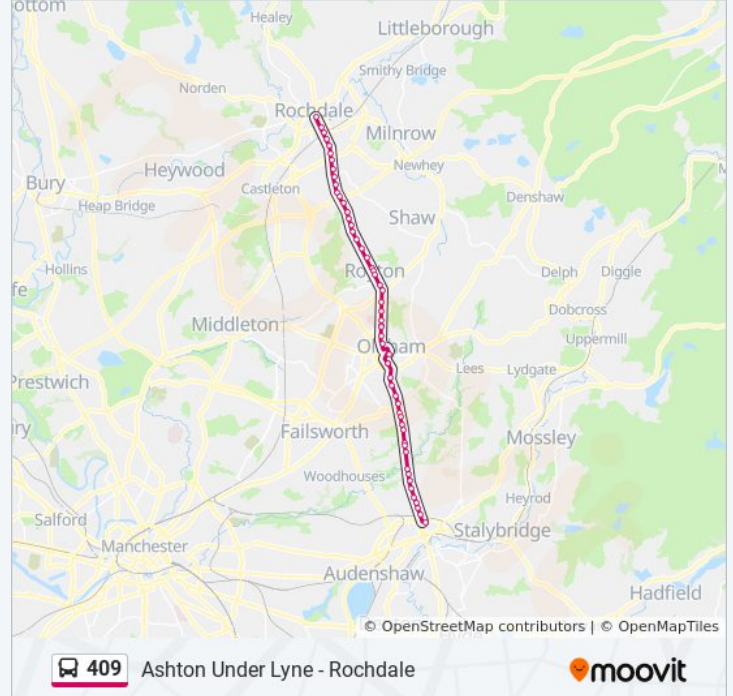 ottom
Healey
Littleborough
Smithy Bridge
Norden
Rochdale
Milnrow
Newhey
Heywood
Bury
Castleton
Heap Bridge
Denshaw
Shaw
Hollins
Royton
Delph
Diggle
fe
Dobcross
Middleton
Uppermill
Oldham
Lees
Lydgate
Prestwich
ry
Failsworth
Mossley
Woodhouses
Heyrod
Salford
Stalybridge
Manchester
Audenshaw
Hadfield
© OpenStreetMap contributors | © OpenMapTiles
409 Ashton Under Lyne - Rochdale
moovit